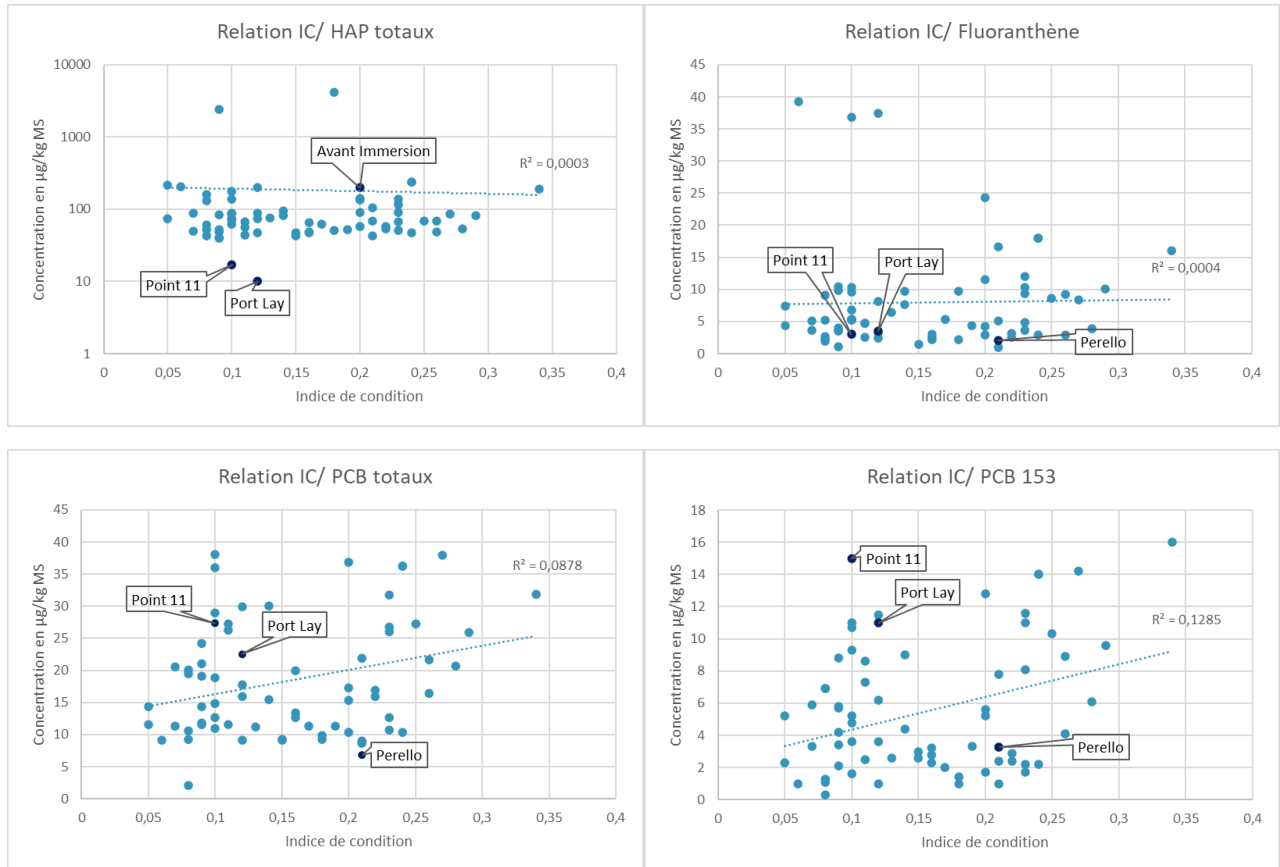 Relation IC/ HAP totaux
Concentration en µg/kg MS
10000
1000
100
10
1
Avant Immersion
R² = 0,0003
Point 11
Port Lay
0 0,05 0,1 0,15 0,2 0,25 0,3 0,35 0,4
Indice de condition
Relation IC/ Fluoranthène
Concentration en µg/kg MS
45
40
35
30
25
20
15
10
5
0
Point 11
Port Lay
R² = 0,0004
Perello
0 0,05 0,1 0,15 0,2 0,25 0,3 0,35 0,4
Indice de condition
Relation IC/ PCB totaux
Concentration en µg/kg MS
45
40
35
30
25
20
15
10
5
0
R² = 0,0878
Point 11
Port Lay
Perello
0 0,05 0,1 0,15 0,2 0,25 0,3 0,35 0,4
Indice de condition
Relation IC/ PCB 153
Concentration en µg/kg MS
18
16
14
12
10
8
6
4
2
0
Point 11
Port Lay
R² = 0,1285
Perello
0 0,05 0,1 0,15 0,2 0,25 0,3 0,35 0,4
Indice de condition